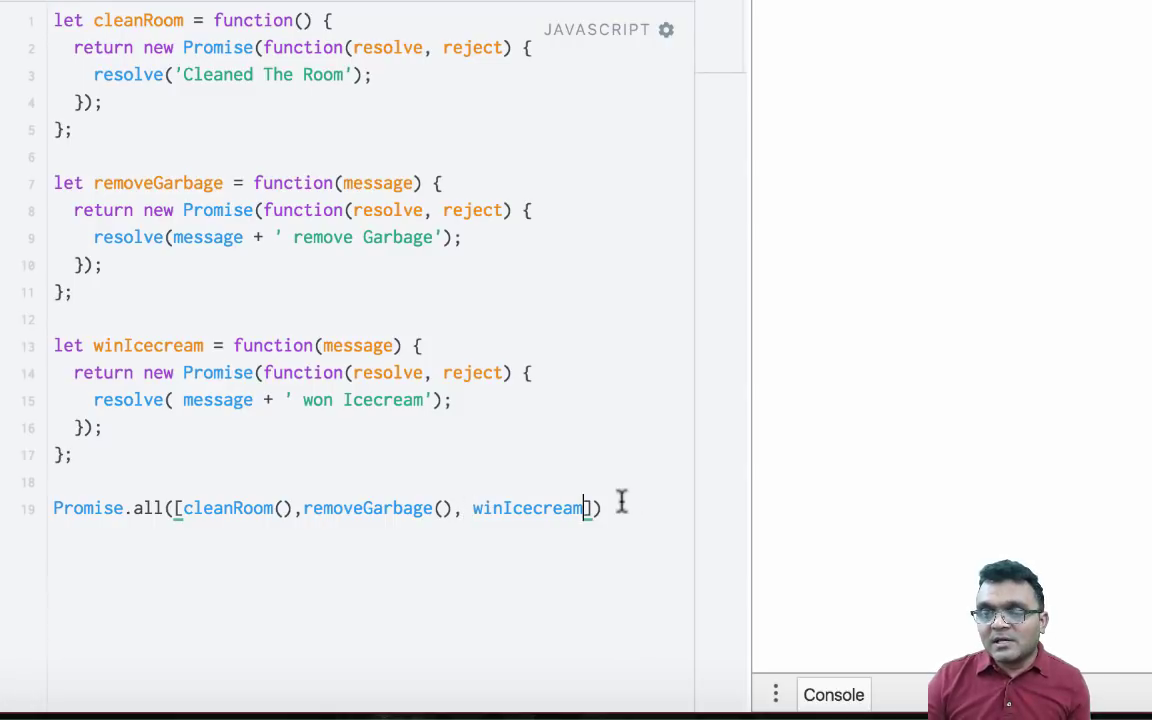 JAVASCRIPT
1 let cleanRoom = function() {
2 return new Promise(function(resolve, reject) {
3 resolve('Cleaned The Room');
4 });
5 };
6
7 let removeGarbage = function(message) {
8 return new Promise(function(resolve, reject) {
9 resolve(message + ' remove Garbage');
10 });
11 };
12
13 let winIcecream = function(message) {
14 return new Promise(function(resolve, reject) {
15 resolve( message + ' won Icecream');
16 });
17 };
18
19 Promise.all([cleanRoom(),removeGarbage(), winIcecream])
Console